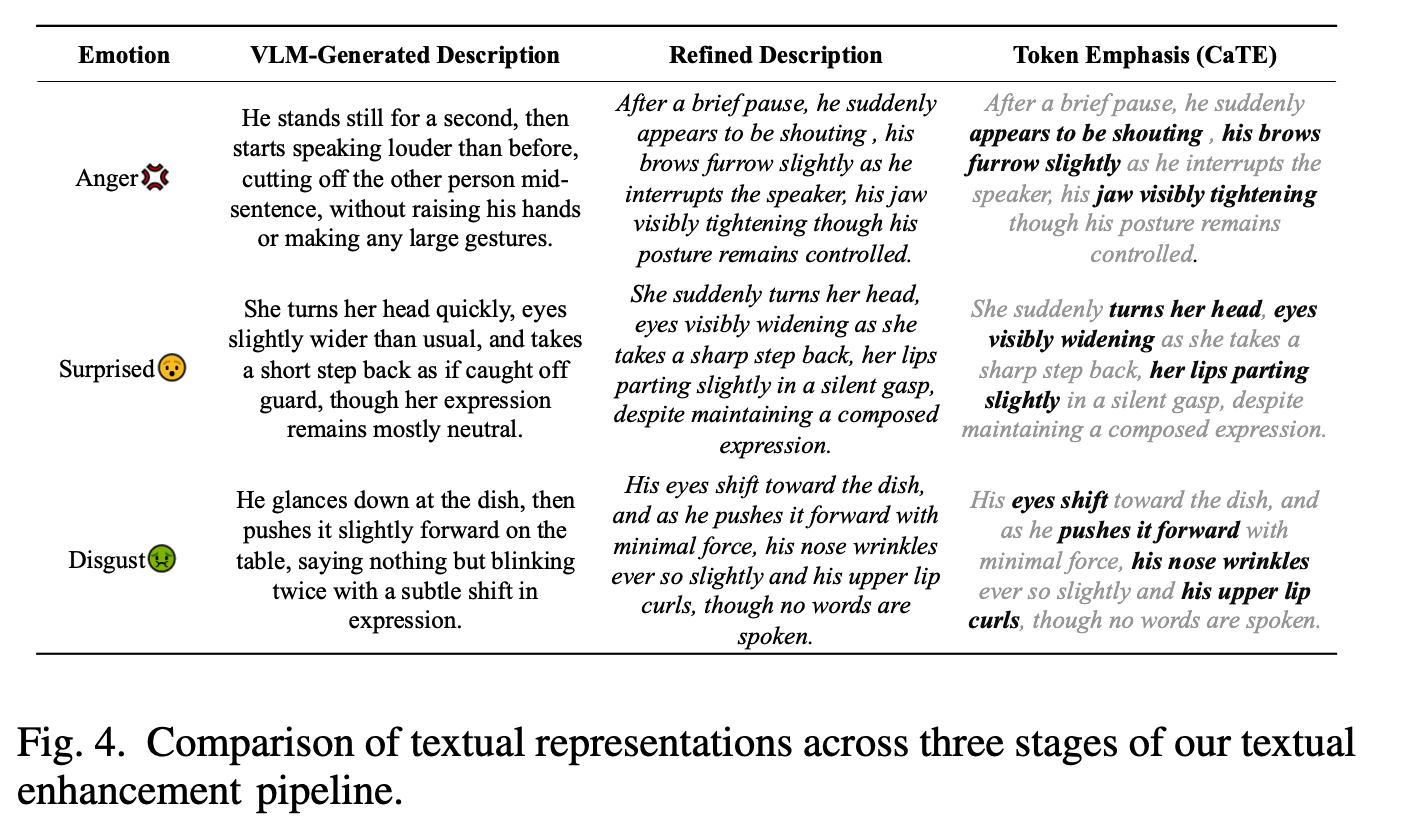 Emotion VLM-Generated Description Refined Description Token Emphasis (CaTE)
Anger
He stands still for a second, then
starts speaking louder than before,
cutting off the other person mid-
sentence, without raising his hands
or making any large gestures.
After a brief pause, he suddenly
appears to be shouting , his
brows furrow slightly as he
interrupts the speaker, his jaw
visibly tightening though his
posture remains controlled.
After a brief pause, he suddenly
appears to be shouting , his brows
furrow slightly as he interrupts the
speaker, his jaw visibly tightening
though his posture remains
controlled.
Surprised
She turns her head quickly, eyes
slightly wider than usual, and takes
a short step back as if caught off
guard, though her expression
remains mostly neutral.
She suddenly turns her head,
eyes visibly widening as she
takes a sharp step back, her lips
parting slightly in a silent gasp,
despite maintaining a composed
expression.
She suddenly turns her head, eyes
visibly widening as she takes a
sharp step back, her lips parting
slightly in a silent gasp, despite
maintaining a composed expression.
Disgust
He glances down at the dish, then
pushes it slightly forward on the
table, saying nothing but blinking
twice with a subtle shift in
expression.
His eyes shift toward the dish,
and as he pushes it forward with
minimal force, his nose wrinkles
ever so slightly and his upper lip
curls, though no words are
spoken.
His eyes shift toward the dish, and
as he pushes it forward with
minimal force, his nose wrinkles
ever so slightly and his upper lip
curls, though no words are spoken.
Fig. 4. Comparison of textual representations across three stages of our textual
enhancement pipeline.